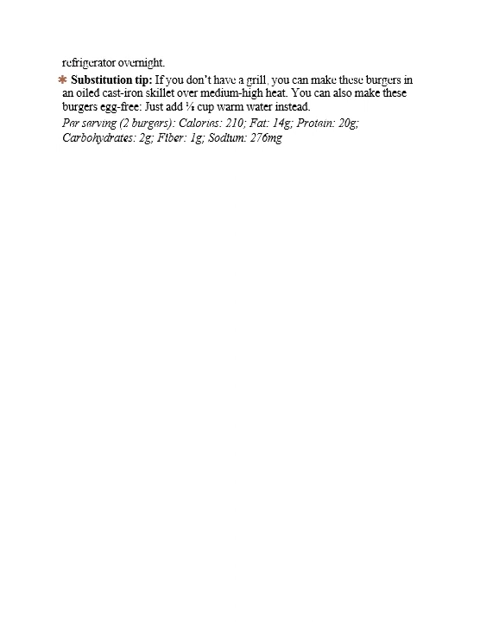 refrigerator overnight.
✱ Substitution tip: If you don't have a grill, you can make these burgers in
an oiled cast-iron skillet over medium-high heat. You can also make these
burgers egg-free: Just add ⅓ cup warm water instead.
Per serving (2 burgers): Calories: 210; Fat: 14g; Protein: 20g;
Carbohydrates: 2g; Fiber: 1g; Sodium: 276mg